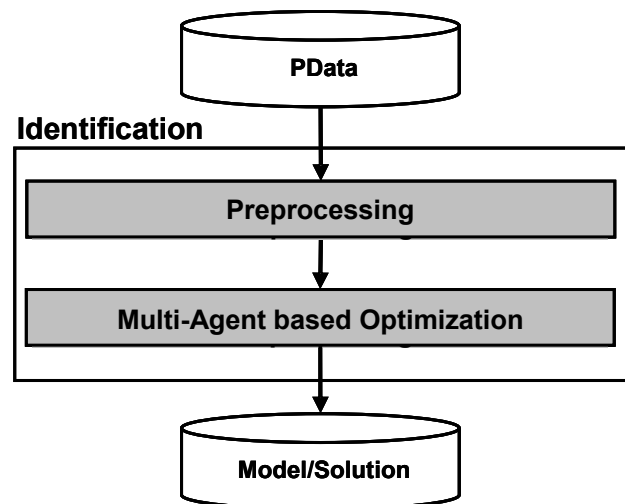 PData
Identification
Preprocessing
Multi-Agent based Optimization
Model/Solution